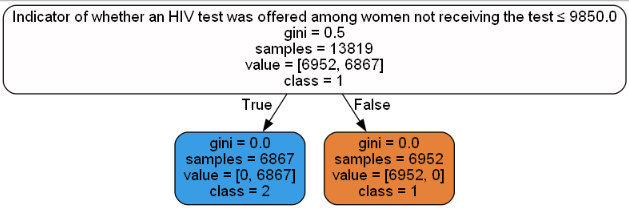 Indicator of whether an HIV test was offered among women not receiving the test ≤ 9850.0
gini = 0.5
samples = 13819
value = [6952, 6867]
class = 1
True
False
gini = 0.0
samples = 6867
value = [0, 6867]
class = 2
gini = 0.0
samples = 6952
value = [6952, 0]
class = 1